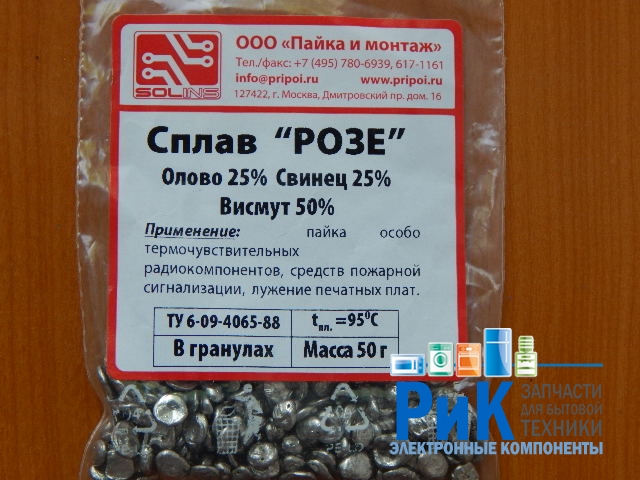 ООО «Пайка и монтаж»
Тел./факс: +7 (495) 780-6939, 617-1161
info@pripoi.ru www.pripoi.ru
127422, г. Москва, Дмитровский пр. дом. 16
SOLINS
Сплав “РОЗЕ”
Олово 25% Свинец 25%
Висмут 50%
Применение: пайка особо
термочувствительных
радиокомпонентов, средств пожарной
сигнализации, лужение печатных плат.
ТУ 6-09-4065-88 tпл.=95⁰С
В гранулах Масса 50 г
РиК
ЗАПЧАСТИ
ДЛЯ БЫТОВОЙ
ТЕХНИКИ
ЭЛЕКТРОННЫЕ КОМПОНЕНТЫ